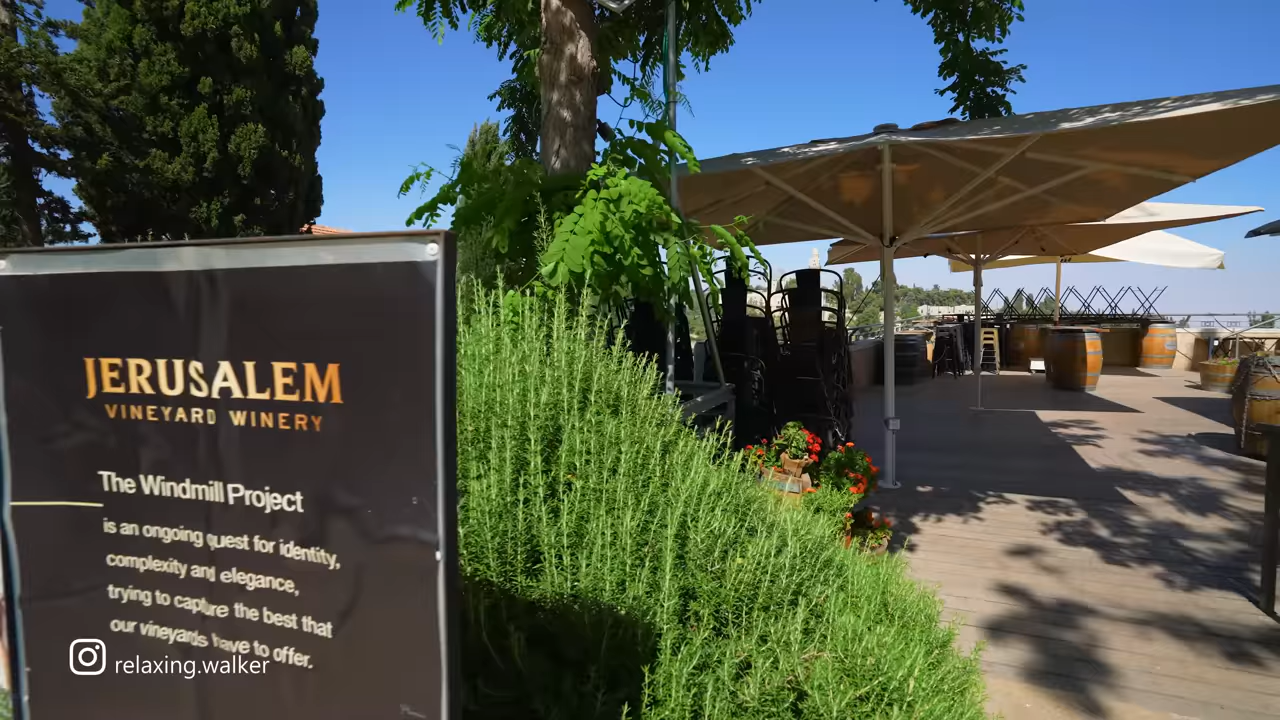 JERUSALEM
VINEYARD WINERY
The Windmill Project
is an ongoing quest for identity,
complexity and elegance,
trying to capture the best that
our vineyards have to offer.
relaxing.walker